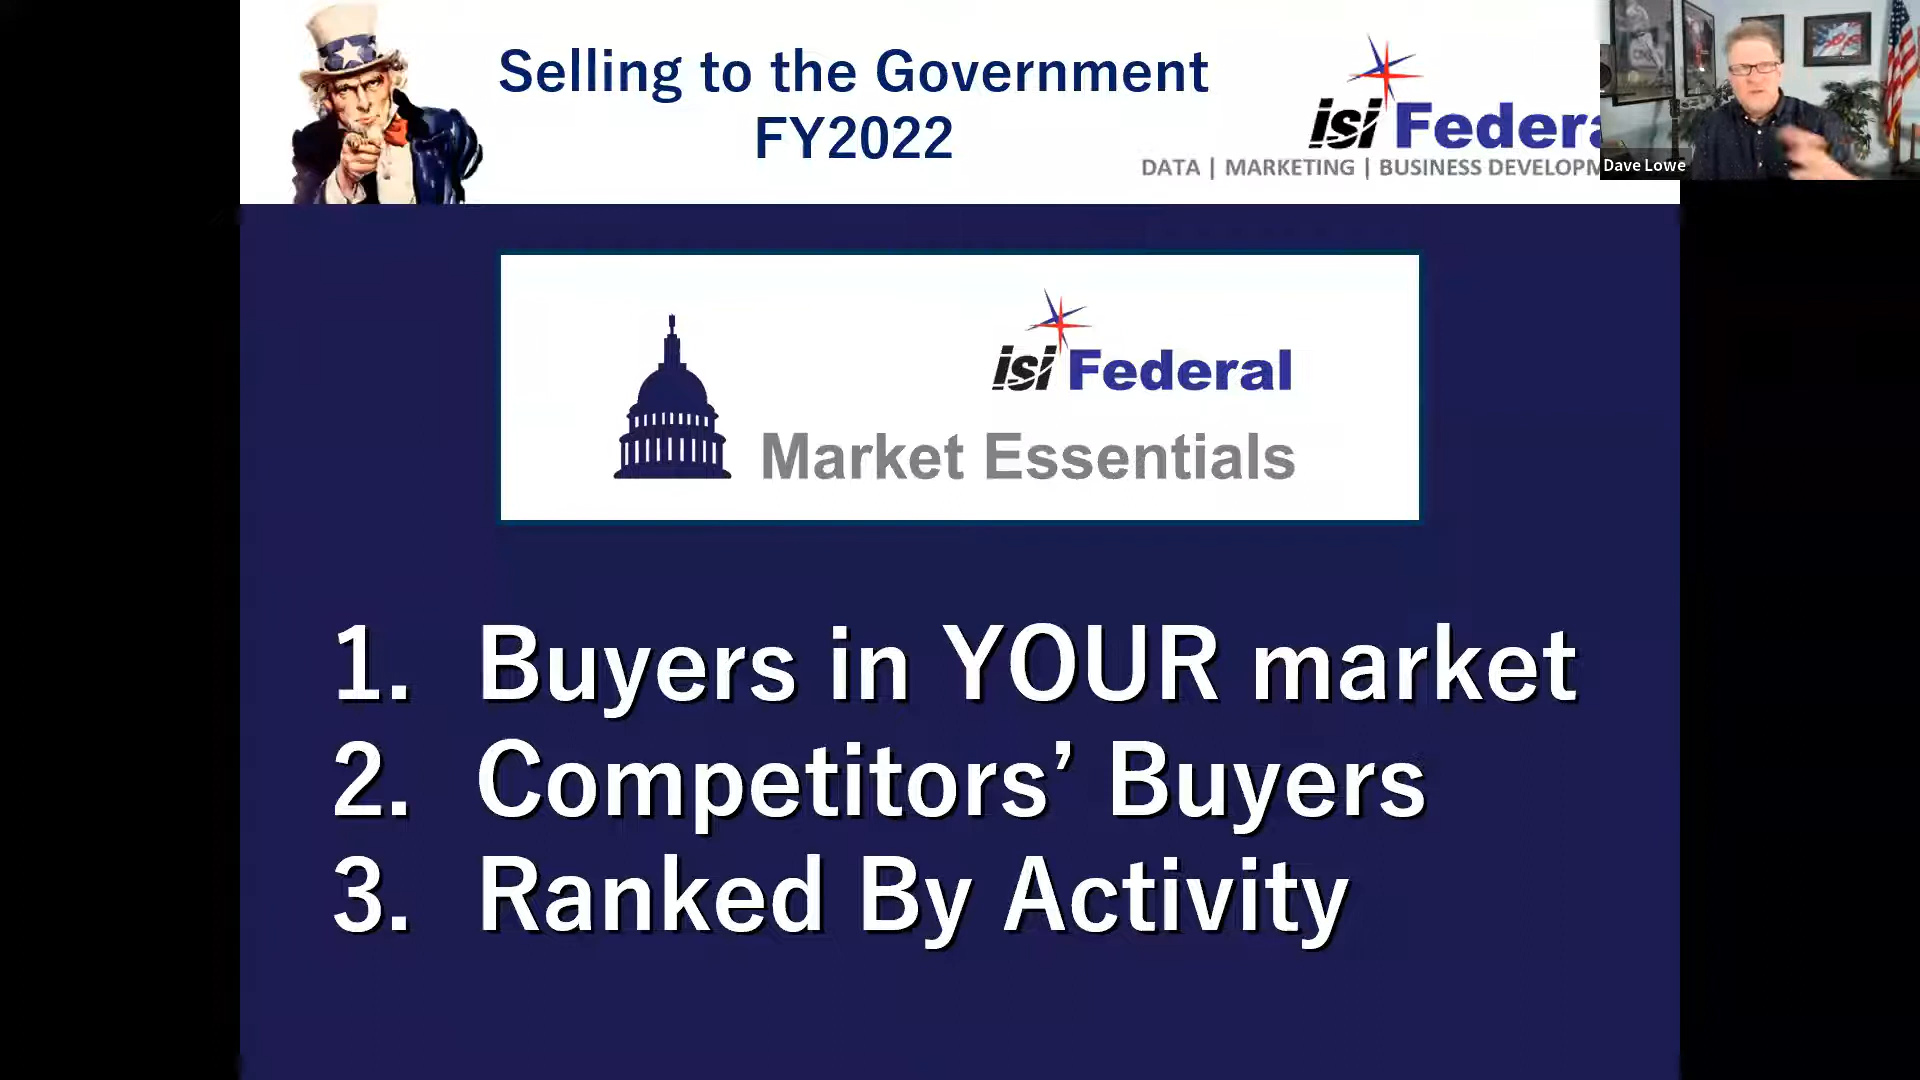 Selling to the Government
FY2022
isi Federa
DATA | MARKETING | BUSINESS DEVELOPM
Dave Lowe
isi Federal
Market Essentials
1. Buyers in YOUR market
2. Competitors’ Buyers
3. Ranked By Activity